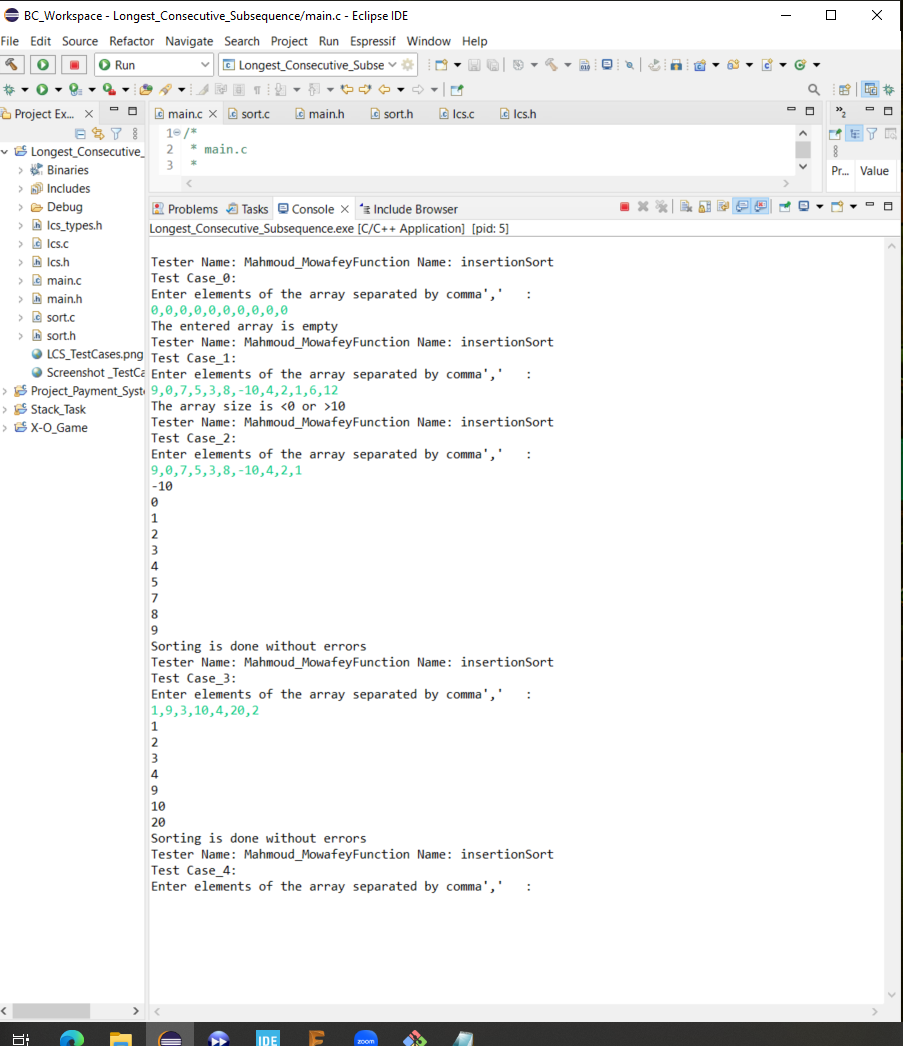 BC_Workspace - Longest_Consecutive_Subsequence/main.c - Eclipse IDE
File Edit Source Refactor Navigate Search Project Run Espressif Window Help
Run Longest_Consecutive_Subse
Project Ex...
main.c sort.c main.h sort.h lcs.c lcs.h
2
1 /*
2 * main.c
3 *
Pr... Value
Longest_Consecutive_
Binaries
Includes
Debug
lcs_types.h
lcs.c
lcs.h
main.c
main.h
sort.c
sort.h
LCS_TestCases.png
Screenshot _TestCa
Project_Payment_Syst
Stack_Task
X-O_Game
Problems Tasks Console Include Browser
Longest_Consecutive_Subsequence.exe [C/C++ Application] [pid: 5]
Tester Name: Mahmoud_MowafeyFunction Name: insertionSort
Test Case_0:
Enter elements of the array separated by comma','   :
0,0,0,0,0,0,0,0,0,0
The entered array is empty
Tester Name: Mahmoud_MowafeyFunction Name: insertionSort
Test Case_1:
Enter elements of the array separated by comma','   :
9,0,7,5,3,8,-10,4,2,1,6,12
The array size is <0 or >10
Tester Name: Mahmoud_MowafeyFunction Name: insertionSort
Test Case_2:
Enter elements of the array separated by comma','   :
9,0,7,5,3,8,-10,4,2,1
-10
0
1
2
3
4
5
7
8
9
Sorting is done without errors
Tester Name: Mahmoud_MowafeyFunction Name: insertionSort
Test Case_3:
Enter elements of the array separated by comma','   :
1,9,3,10,4,20,2
1
2
3
4
9
10
20
Sorting is done without errors
Tester Name: Mahmoud_MowafeyFunction Name: insertionSort
Test Case_4:
Enter elements of the array separated by comma','   :
IDE
zoom